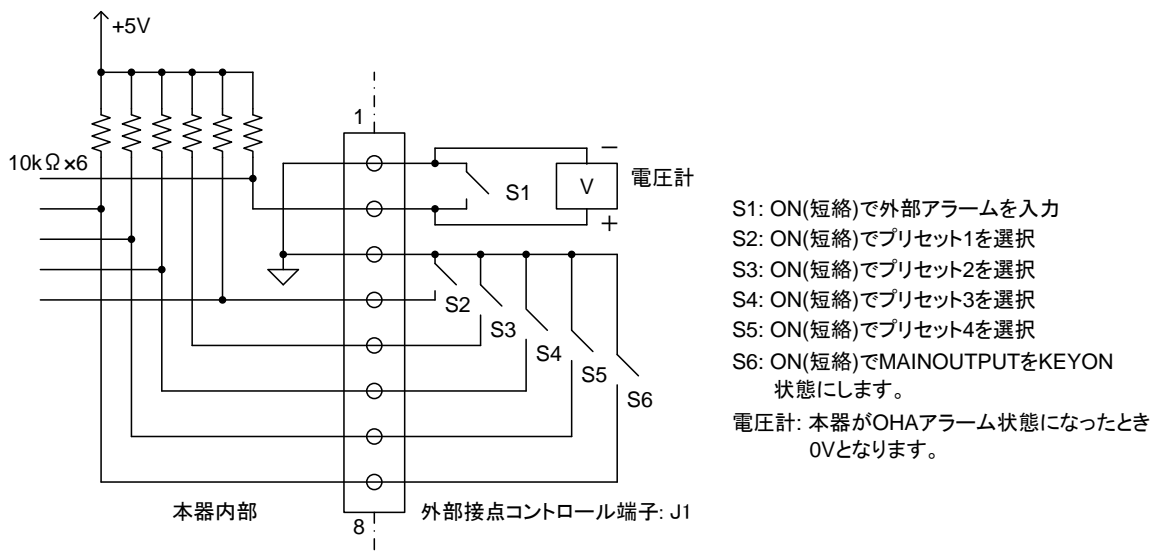 +5V
1
10kΩ×6
S1
V
−
+
電圧計
S2
S3
S4
S5
S6
本器内部
8
外部接点コントロール端子: J1
S1: ON(短絡)で外部アラームを入力
S2: ON(短絡)でプリセット1を選択
S3: ON(短絡)でプリセット2を選択
S4: ON(短絡)でプリセット3を選択
S5: ON(短絡)でプリセット4を選択
S6: ON(短絡)でMAINOUTPUTをKEYON
状態にします。
電圧計: 本器がOHAアラーム状態になったとき
0Vとなります。